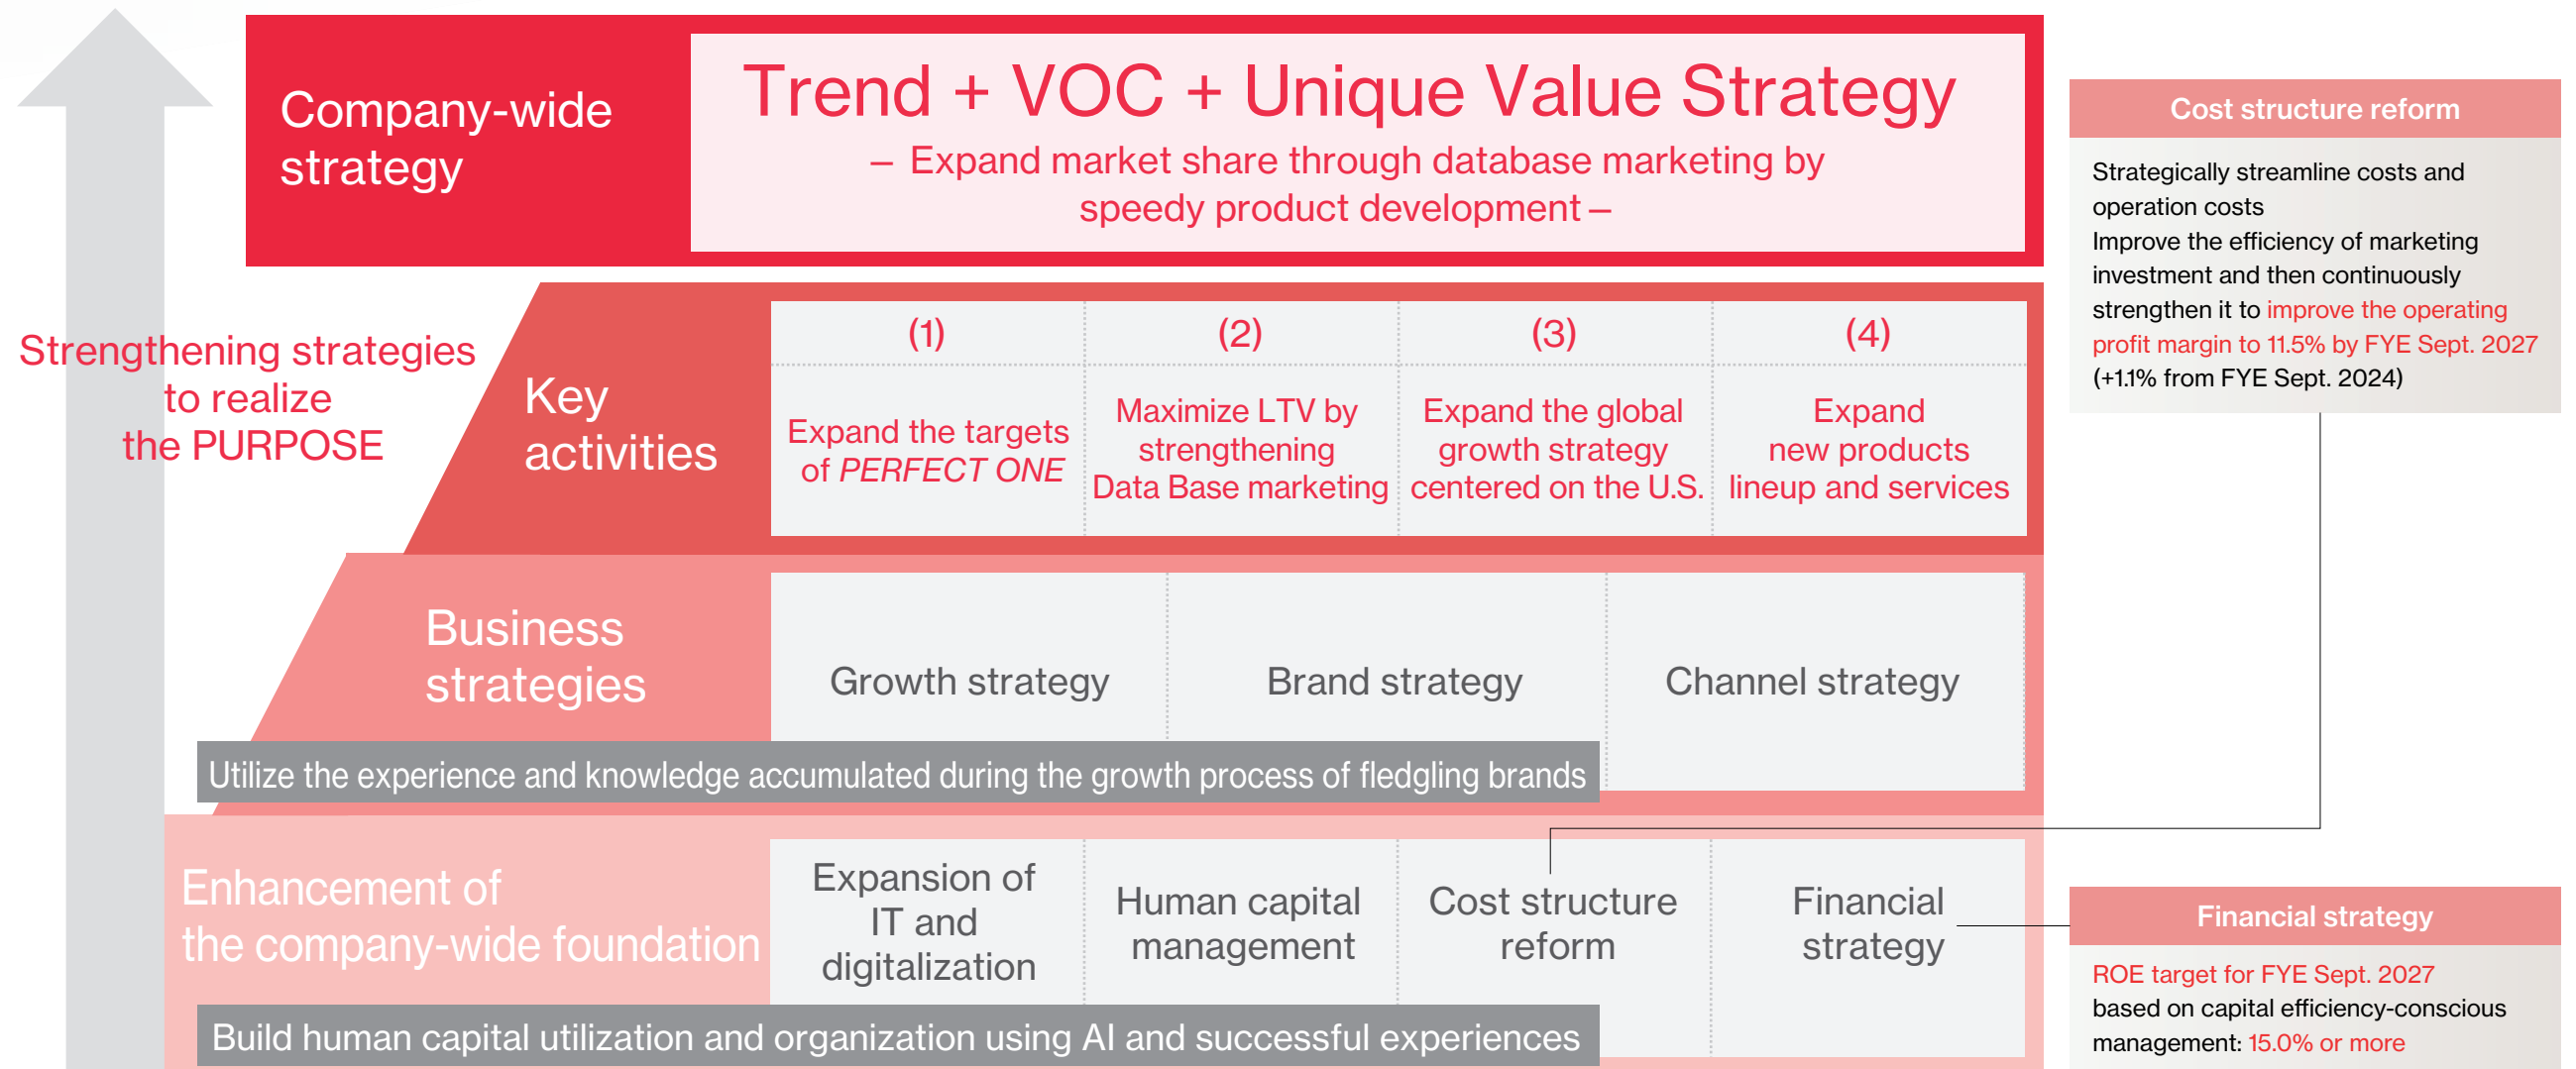 Company-wide
strategy
Trend + VOC + Unique Value Strategy
– Expand market share through database marketing by
speedy product development –
Strengthening strategies
to realize
the PURPOSE
Key
activities
(1)
Expand the targets
of PERFECT ONE
(2)
Maximize LTV by
strengthening
Data Base marketing
(3)
Expand the global
growth strategy
centered on the U.S.
(4)
Expand
new products
lineup and services
Business
strategies
Growth strategy
Brand strategy
Channel strategy
Utilize the experience and knowledge accumulated during the growth process of fledgling brands
Enhancement of
the company-wide foundation
Expansion of
IT and
digitalization
Human capital
management
Cost structure
reform
Financial
strategy
Build human capital utilization and organization using AI and successful experiences
Cost structure reform
Strategically streamline costs and
operation costs
Improve the efficiency of marketing
investment and then continuously
strengthen it to improve the operating
profit margin to 11.5% by FYE Sept. 2027
(+1.1% from FYE Sept. 2024)
Financial strategy
ROE target for FYE Sept. 2027
based on capital efficiency-conscious
management: 15.0% or more